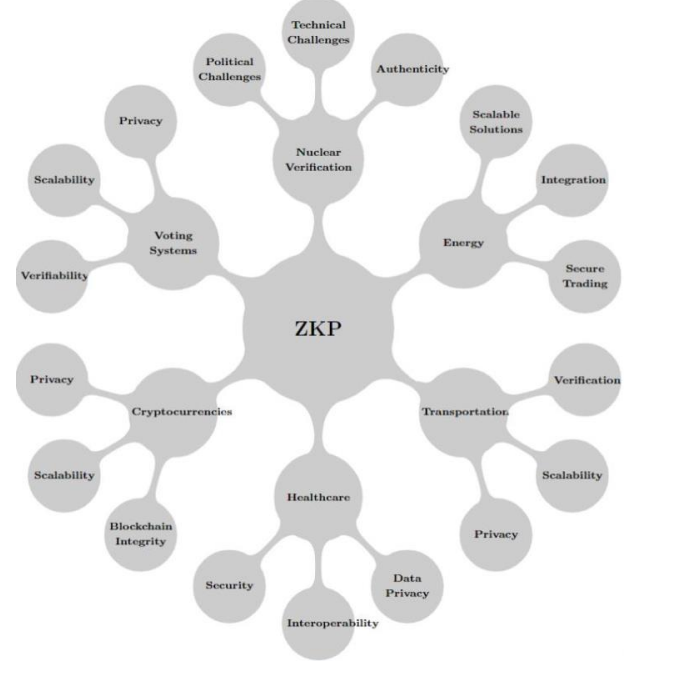 Technical
Challenges
Political
Challenges
Authenticity
Privacy
Scalable
Solutions
Nuclear
Verification
Scalability
Integration
Voting
Systems
Energy
Verifiability
Secure
Trading
ZKP
Privacy
Verification
Cryptocurrencies
Transportation
Scalability
Scalability
Healthcare
Blockchain
Integrity
Privacy
Security
Data
Privacy
Interoperability